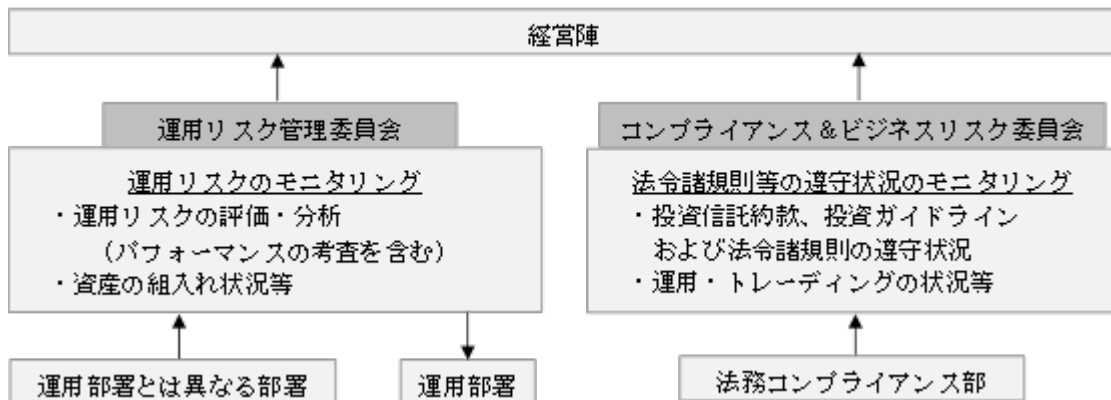 経営陣
運用リスク管理委員会
運用リスクのモニタリング
・運用リスクの評価・分析
(パフォーマンスの考査を含む)
・資産の組入れ状況等
運用部署とは異なる部署
運用部署
コンプライアンス&ビジネスリスク委員会
法令諸規則等の遵守状況のモニタリング
・投資信託約款、投資ガイドライン
および法令諸規則の遵守状況
・運用・トレーディングの状況等
法務コンプライアンス部